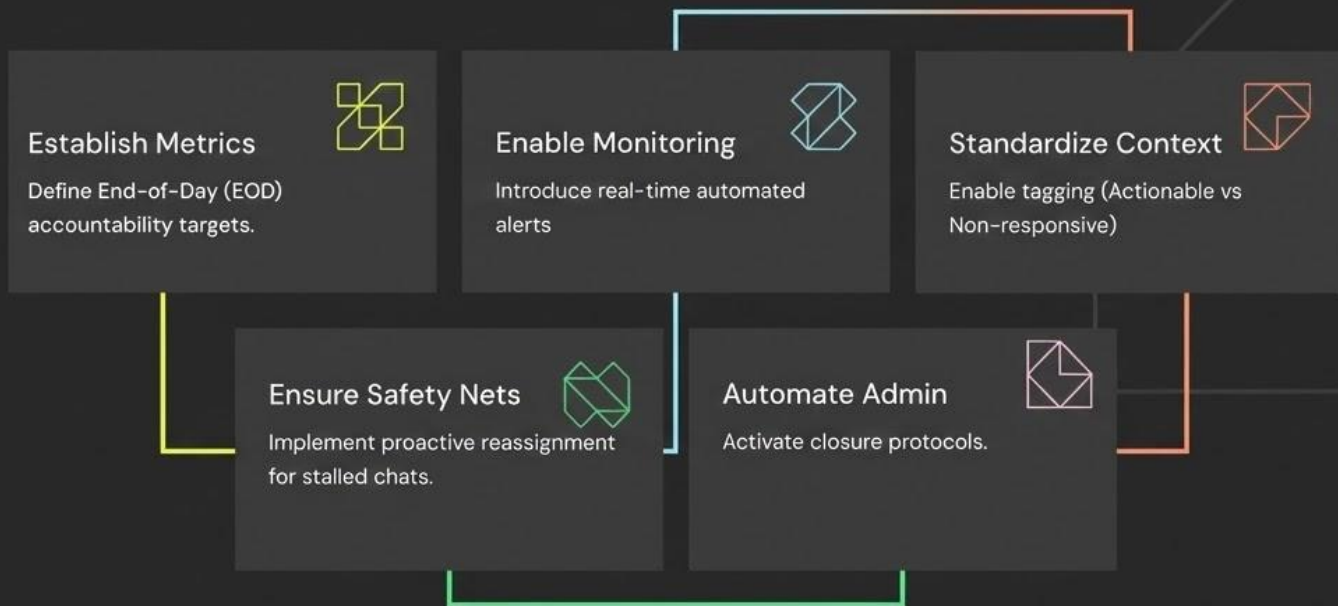 Establish Metrics
Define End-of-Day (EOD)
accountability targets.
Enable Monitoring
Introduce real-time automated
alerts
Standardize Context
Enable tagging (Actionable vs
Non-responsive)
Ensure Safety Nets
Implement proactive reassignment
for stalled chats.
Automate Admin
Activate closure protocols.